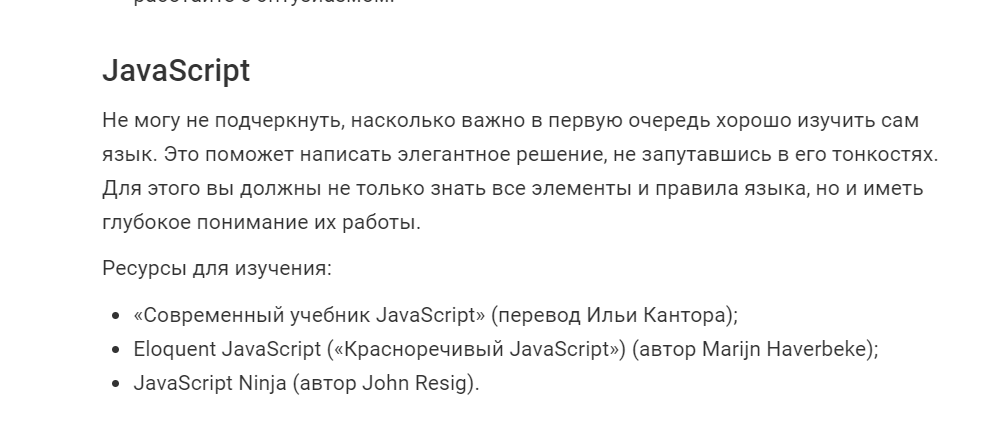 работайте с энтузиазмом.
JavaScript
Не могу не подчеркнуть, насколько важно в первую очередь хорошо изучить сам
язык. Это поможет написать элегантное решение, не запутавшись в его тонкостях.
Для этого вы должны не только знать все элементы и правила языка, но и иметь
глубокое понимание их работы.
Ресурсы для изучения:
• «Современный учебник JavaScript» (перевод Ильи Кантора);
• Eloquent JavaScript («Красноречивый JavaScript») (автор Marijn Haverbeke);
• JavaScript Ninja (автор John Resig).